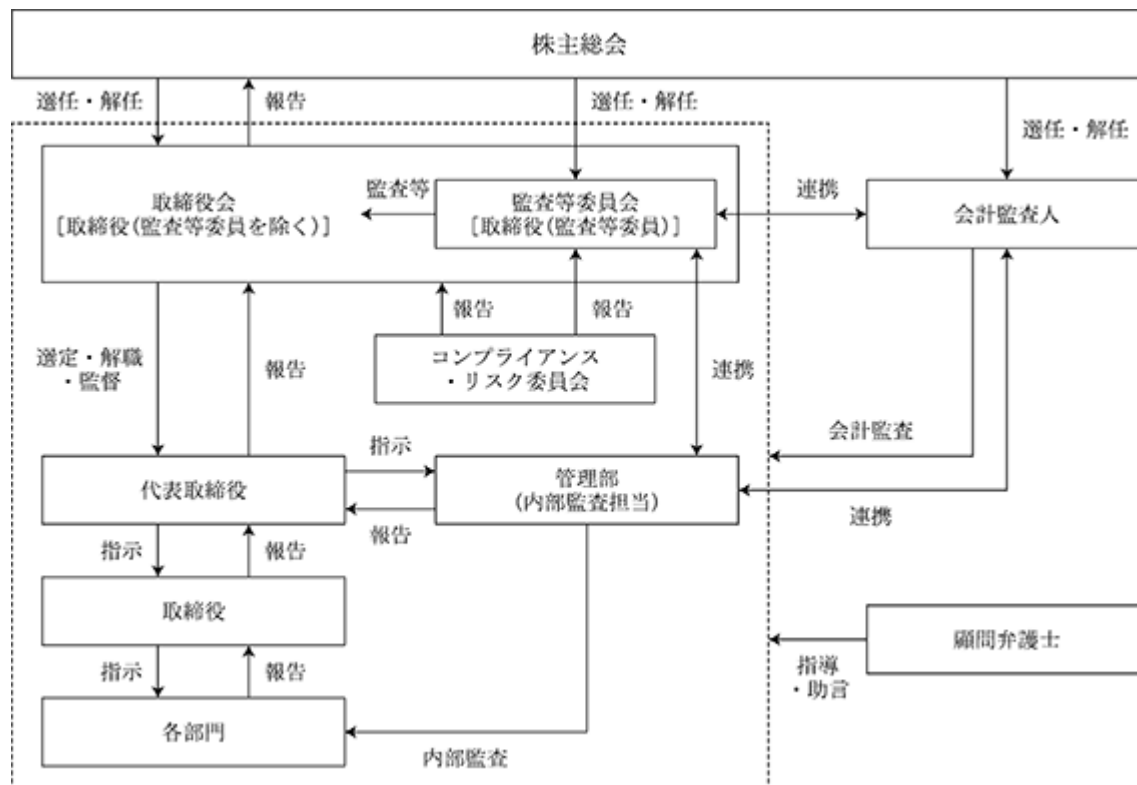 株主総会
選任・解任
報告
選任・解任
選任・解任
取締役会
[取締役(監査等委員を除く)]
監査等
監査等委員会
[取締役(監査等委員)]
連携
会計監査人
報告
報告
コンプライアンス
・リスク委員会
選定・解職
・監督
報告
連携
会計監査
代表取締役
指示
報告
管理部
(内部監査担当)
連携
指示
報告
取締役
顧問弁護士
指導
・助言
指示
報告
各部門
内部監査